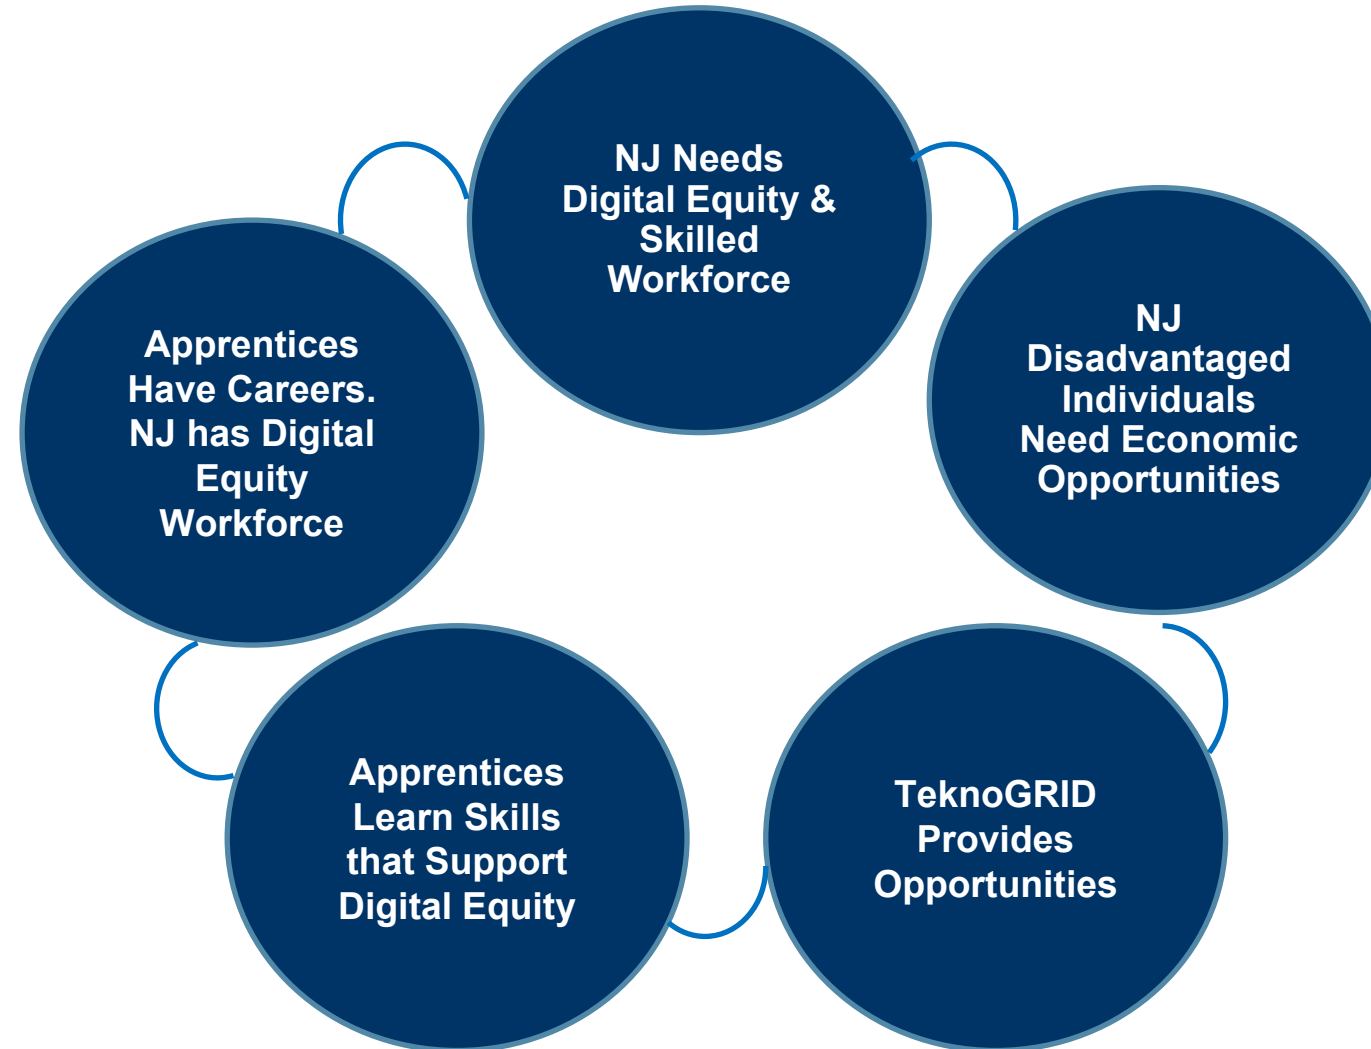 NJ Needs
Digital Equity &
Skilled
Workforce
NJ
Disadvantaged
Individuals
Need Economic
Opportunities
TeknoGRID
Provides
Opportunities
Apprentices
Learn Skills
that Support
Digital Equity
Apprentices
Have Careers.
NJ has Digital
Equity
Workforce